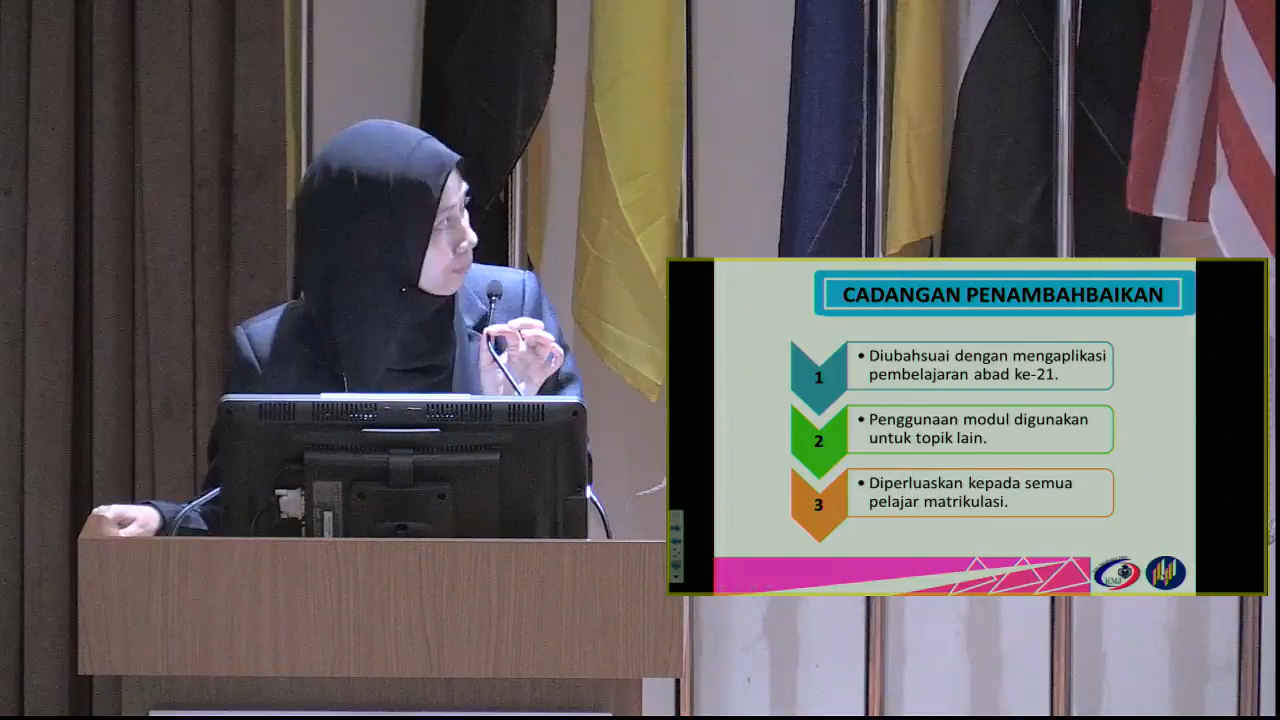 CADANGAN PENAMBAHBAIKAN
1
• Diubahsuai dengan mengaplikasi
pembelajaran abad ke-21.
2
• Penggunaan modul digunakan
untuk topik lain.
3
• Diperluaskan kepada semua
pelajar matrikulasi.